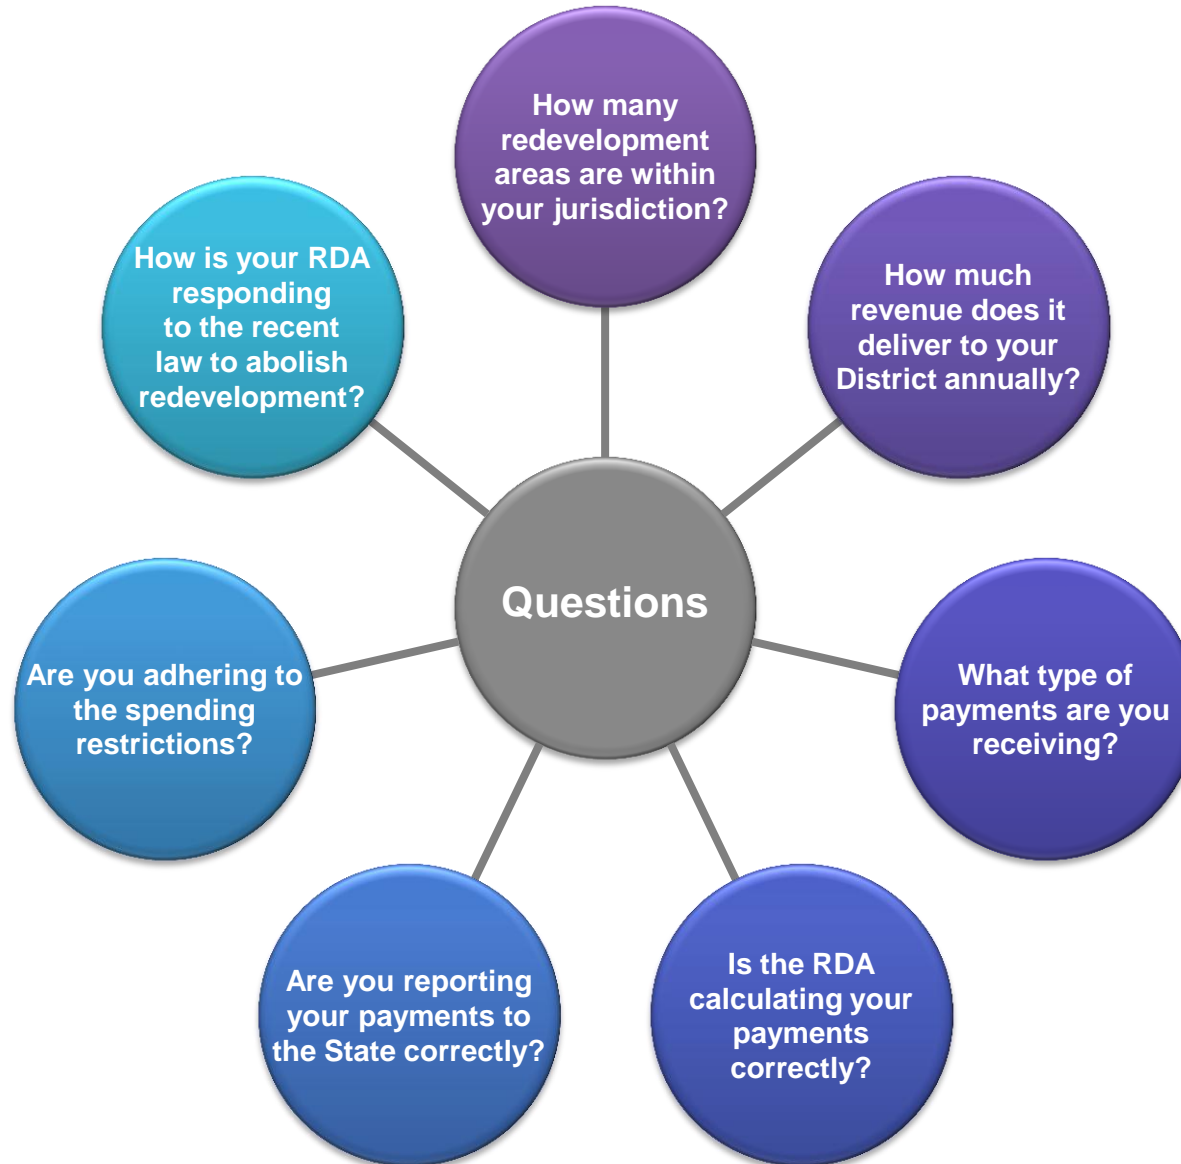 How many
redevelopment
areas are within
your jurisdiction?
How much
revenue does it
deliver to your
District annually?
What type of
payments are you
receiving?
Is the RDA
calculating your
payments
correctly?
Are you reporting
your payments to
the State correctly?
Are you adhering to
the spending
restrictions?
How is your RDA
responding
to the recent
law to abolish
redevelopment?
Questions